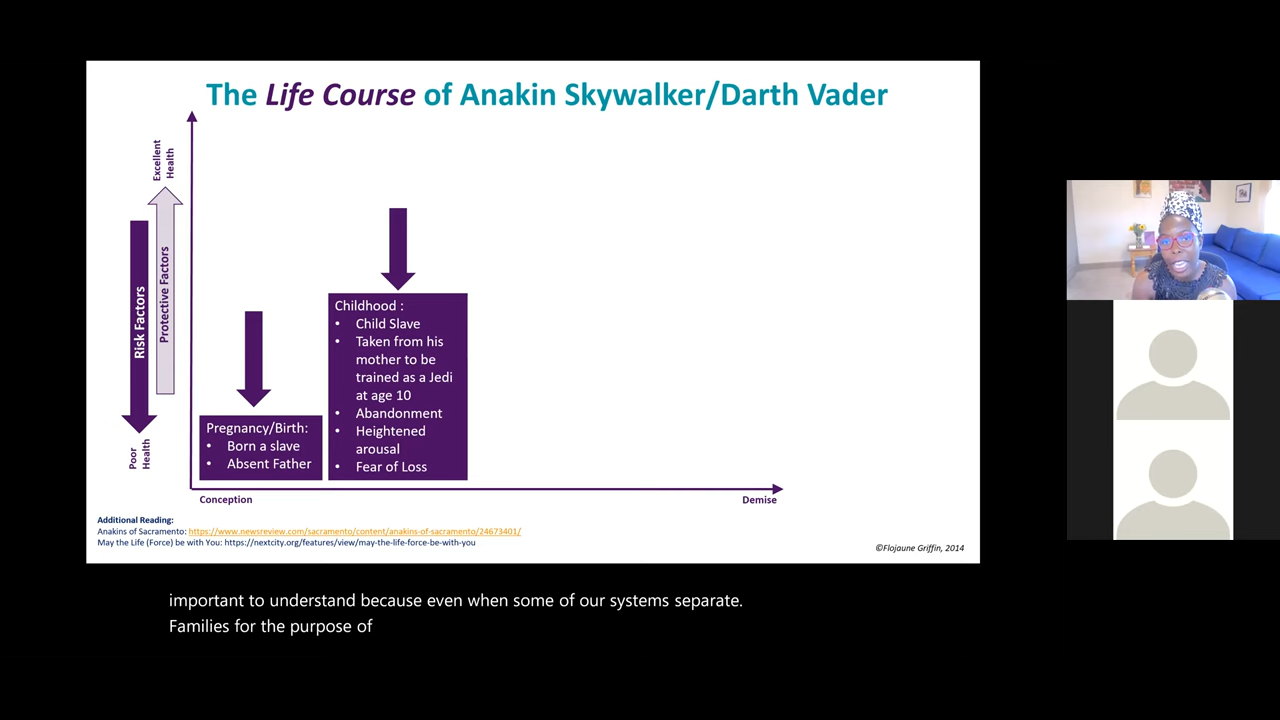 The Life Course of Anakin Skywalker/Darth Vader
Excellent
Health
Risk Factors
Protective Factors
Poor
Health
Pregnancy/Birth:
• Born a slave
• Absent Father
Childhood :
• Child Slave
• Taken from his
mother to be
trained as a Jedi
at age 10
• Abandonment
• Heightened
arousal
• Fear of Loss
Conception
Demise
Additional Reading:
Anakins of Sacramento: https://www.newsreview.com/sacramento/content/anakins-of-sacramento/24673401/
May the Life (Force) be with You: https://nextcity.org/features/view/may-the-life-force-be-with-you
©Flojaune Griffin, 2014
important to understand because even when some of our systems separate.
Families for the purpose of